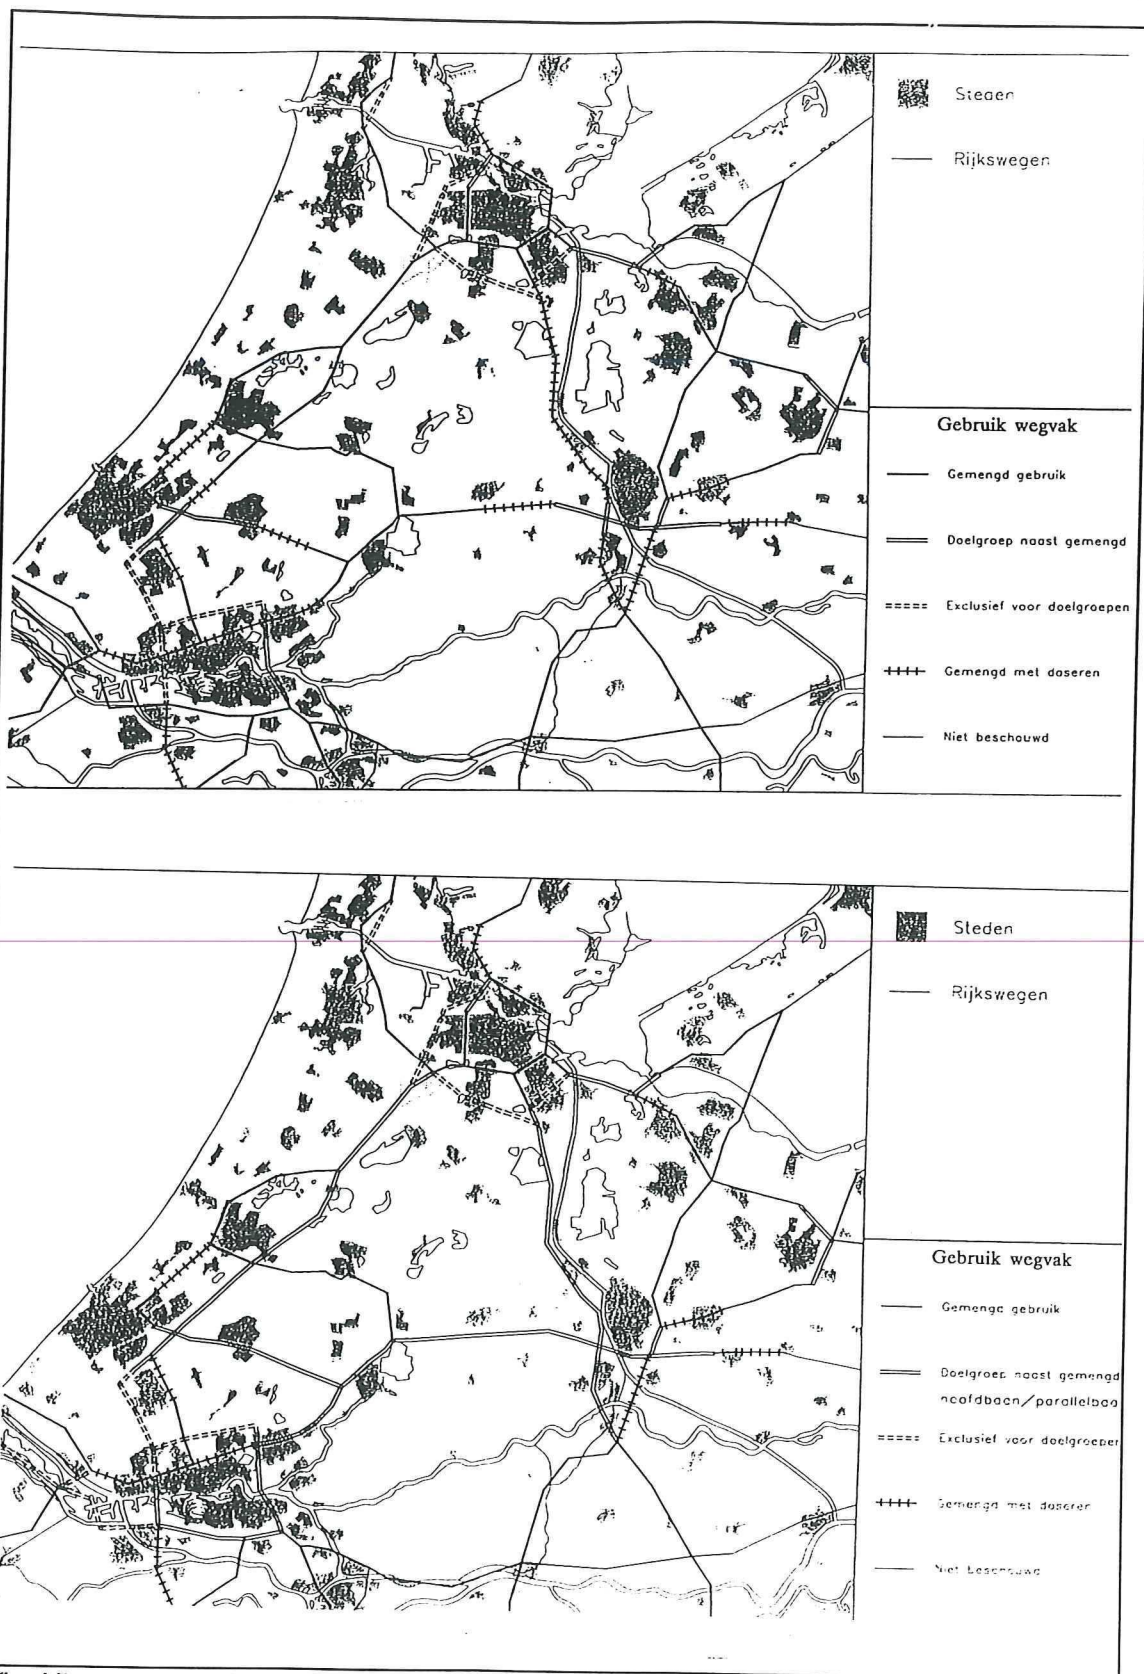 Steden
Rijkswegen
Gebruik wegvak
Gemengd gebruik
Doelgroep naast gemengd
Exclusief voor doelgroepen
Gemengd met doseren
Niet beschouwd
Steden
Rijkswegen
Gebruik wegvak
Gemengd gebruik
Doelgroep naast gemengd
hoofdbaan/parallelbaa
Exclusief voor doelgroepen
Gemengd met doseren
Niet beschouwd